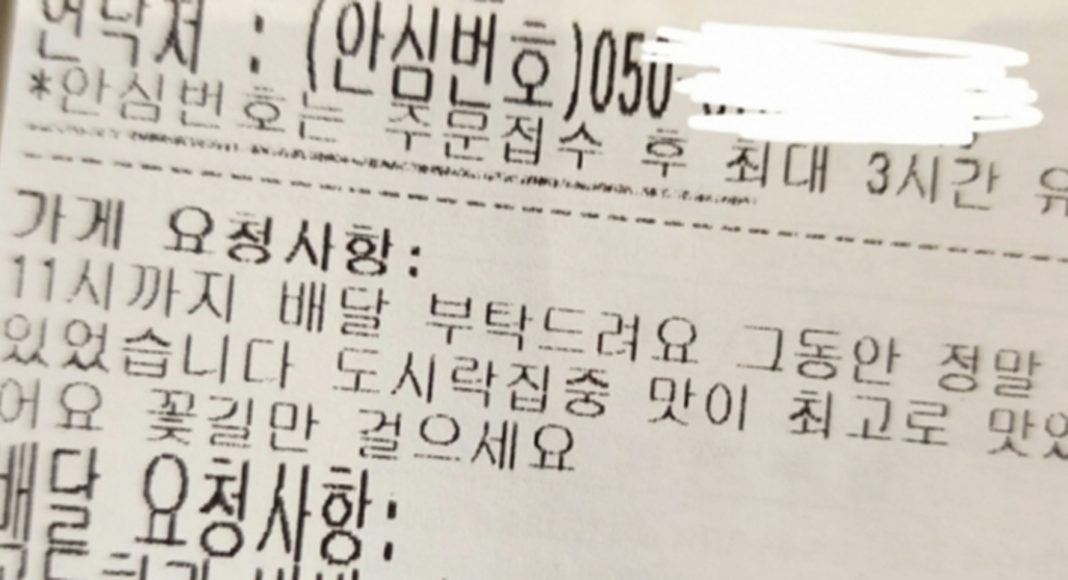 연락처 : (안심번호)050-
*안심번호는 주문접수 후 최대 3시간 유
가게 요청사항:
11시까지 배달 부탁드려요 그동안 정말
있었습니다 도시락집중 맛이 최고로 맛있
어요 꽃길만 걸으세요
배달 요청사항: